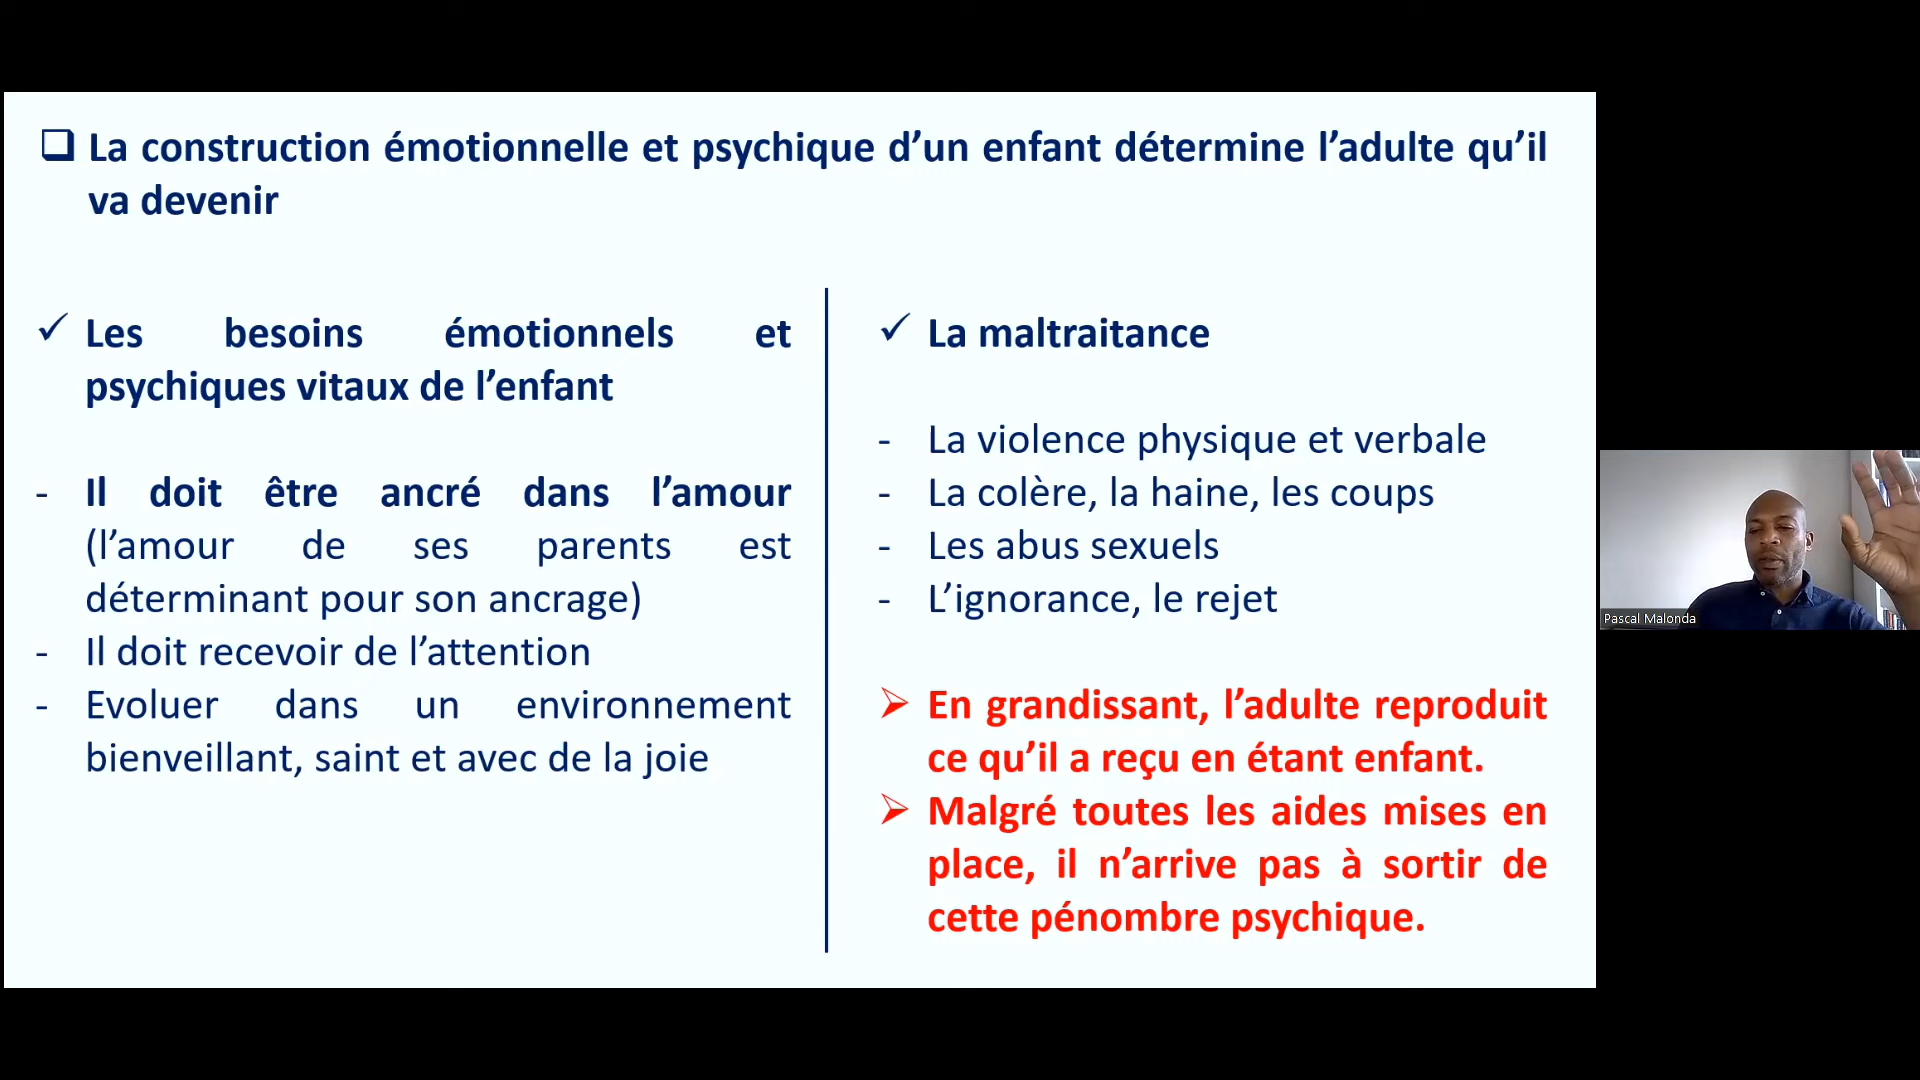 ❑ La construction émotionnelle et psychique d’un enfant détermine l’adulte qu’il
va devenir
✓ Les besoins émotionnels et
psychiques vitaux de l’enfant
- Il doit être ancré dans l’amour
(l’amour de ses parents est
déterminant pour son ancrage)
- Il doit recevoir de l’attention
- Evoluer dans un environnement
bienveillant, saint et avec de la joie
✓ La maltraitance
- La violence physique et verbale
- La colère, la haine, les coups
- Les abus sexuels
- L’ignorance, le rejet
➢ En grandissant, l’adulte reproduit
ce qu’il a reçu en étant enfant.
➢ Malgré toutes les aides mises en
place, il n’arrive pas à sortir de
cette pénombre psychique.
Pascal Malonda